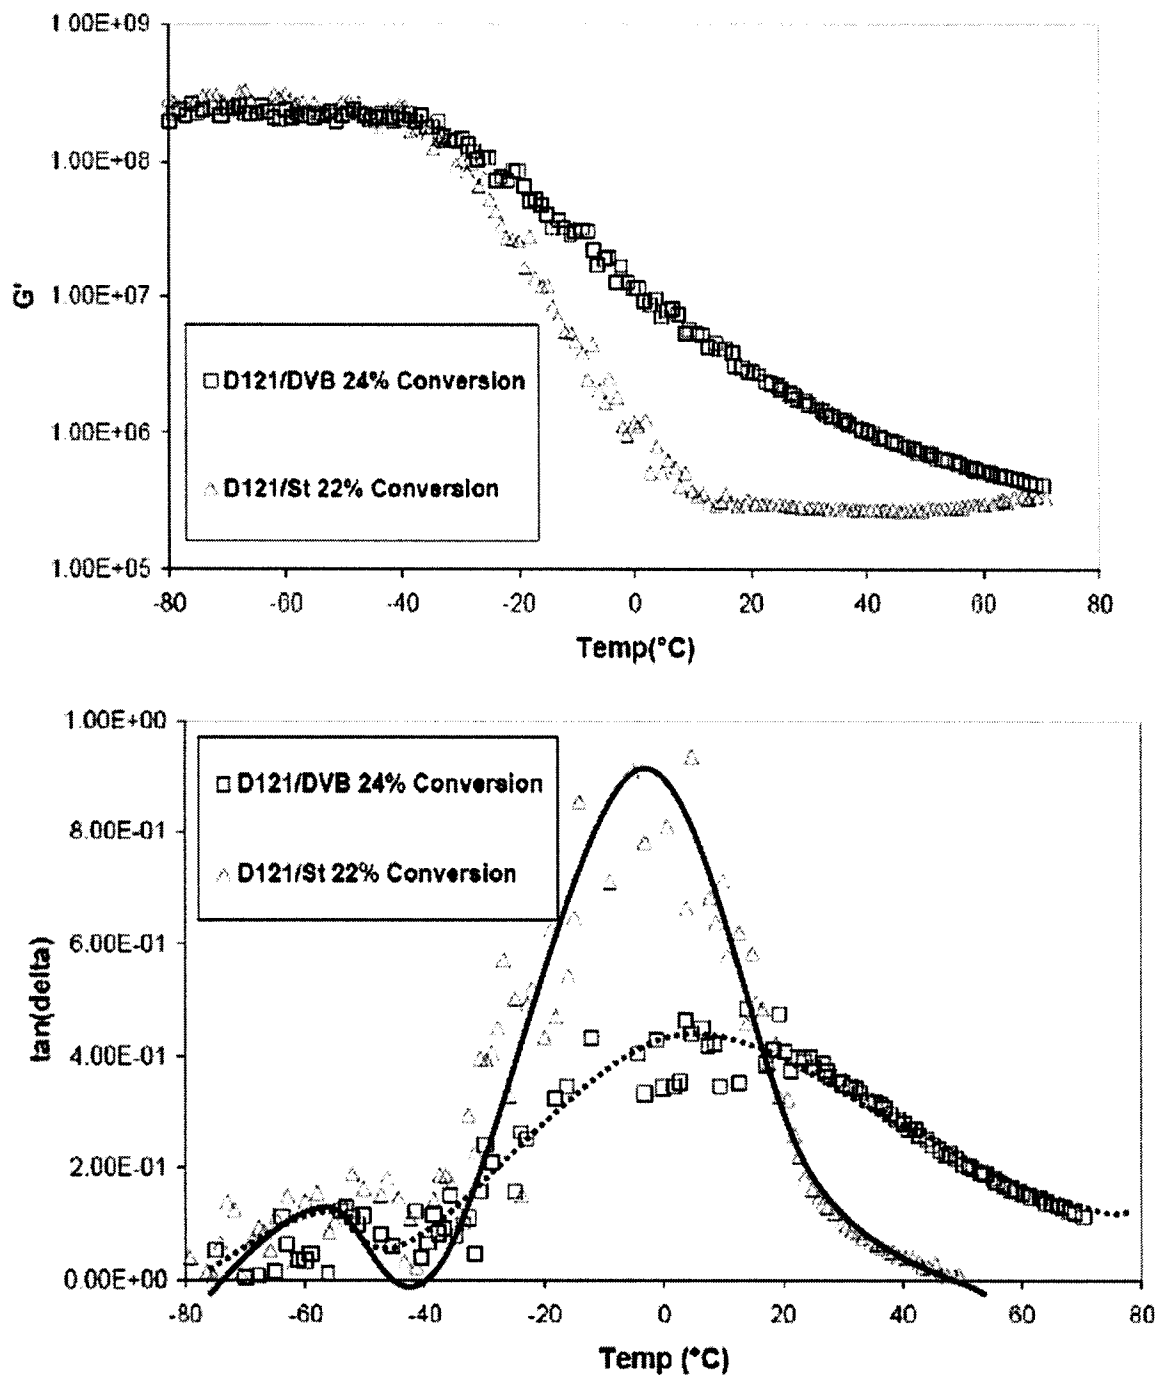 1.00E+09
1.00E+08
1.00E+07
1.00E+06
1.00E+05
G'
D121/DVB 24% Conversion
D121/St 22% Conversion
-80 -60 -40 -20 0 20 40 60 80
Temp(°C)
1.00E+00
8.00E-01
6.00E-01
4.00E-01
2.00E-01
0.00E+00
tan(delta)
D121/DVB 24% Conversion
D121/St 22% Conversion
-80 -60 -40 -20 0 20 40 60 80
Temp (°C)